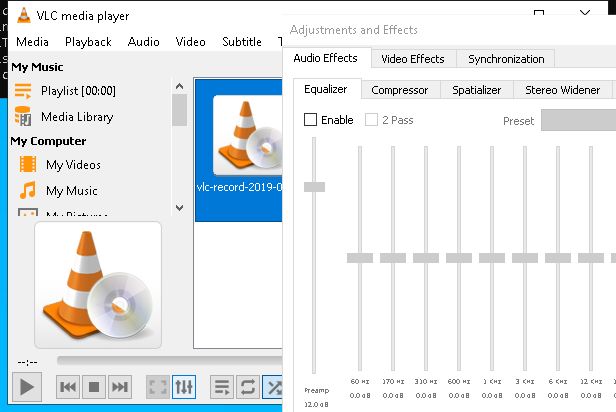 VLC media player
Media Playback Audio Video Subtitle T
My Music
Playlist [00:00]
Media Library
My Computer
My Videos
My Music
My Pictures
vlc-record-2019-0
--:--
Adjustments and Effects
Audio Effects Video Effects Synchronization
Equalizer Compressor Spatializer Stereo Widener
Enable 2 Pass Preset
60 Hz 170 Hz 310 Hz 600 Hz 1 KHz 3 KHz 6 KHz 12 KHz
Preamp 0.0 dB 0.0 dB 0.0 dB 0.0 dB 0.0 dB 0.0 dB 0.0 dB 0.0 dB
12.0 dB